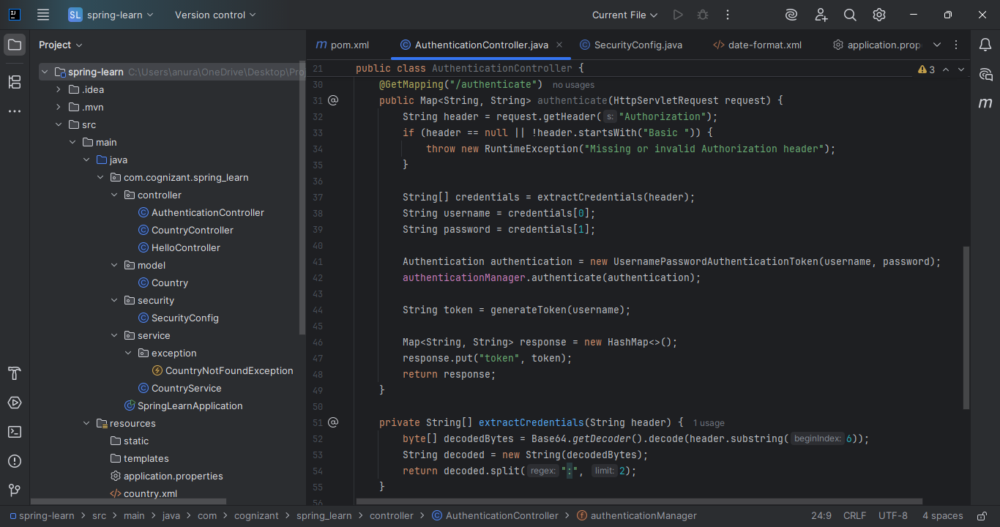 SL spring-learn Version control Current File
Project
spring-learn C:\Users\anura\OneDrive\Desktop\Pro
.idea
.mvn
src
main
java
com.cognizant.spring_learn
controller
AuthenticationController
CountryController
HelloController
model
Country
security
SecurityConfig
service
exception
CountryNotFoundException
CountryService
SpringLearnApplication
resources
static
templates
application.properties
country.xml
m pom.xml AuthenticationController.java SecurityConfig.java date-format.xml application.prop
21 public class AuthenticationController { 3
30 @GetMapping("/authenticate") no usages
31 public Map<String, String> authenticate(HttpServletRequest request) {
32 String header = request.getHeader( s: "Authorization");
33 if (header == null || !header.startsWith("Basic ")) {
34 throw new RuntimeException("Missing or invalid Authorization header");
35 }
36
37 String[] credentials = extractCredentials(header);
38 String username = credentials[0];
39 String password = credentials[1];
40
41 Authentication authentication = new UsernamePasswordAuthenticationToken(username, password);
42 authenticationManager.authenticate(authentication);
43
44 String token = generateToken(username);
45
46 Map<String, String> response = new HashMap<>();
47 response.put("token", token);
48 return response;
49 }
50
51 private String[] extractCredentials(String header) { 1 usage
52 byte[] decodedBytes = Base64.getDecoder().decode(header.substring( beginIndex: 6));
53 String decoded = new String(decodedBytes);
54 return decoded.split( regex: ":", limit: 2);
55 }
56
m
spring-learn > src > main > java > com > cognizant > spring_learn > controller > AuthenticationController > authenticationManager 24:9 CRLF UTF-8 4 spaces